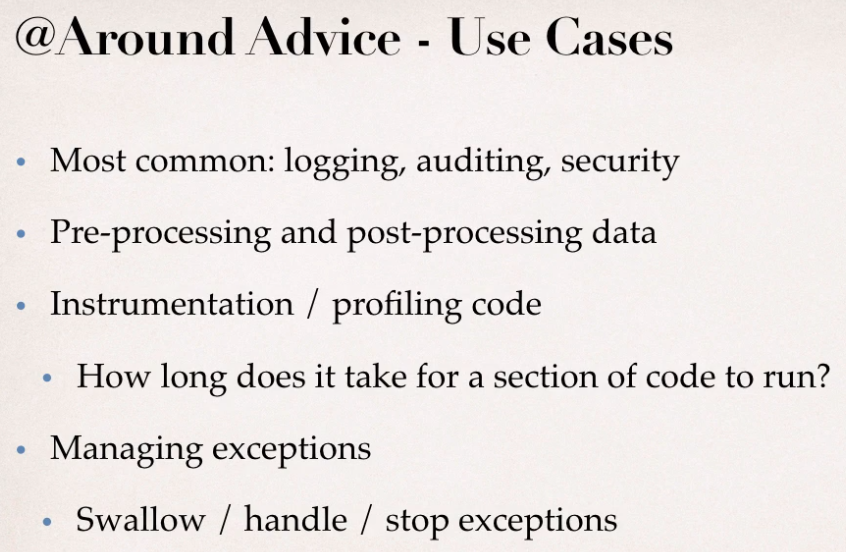 @Around Advice - Use Cases
• Most common: logging, auditing, security
• Pre-processing and post-processing data
• Instrumentation / profiling code
• How long does it take for a section of code to run?
• Managing exceptions
• Swallow / handle / stop exceptions